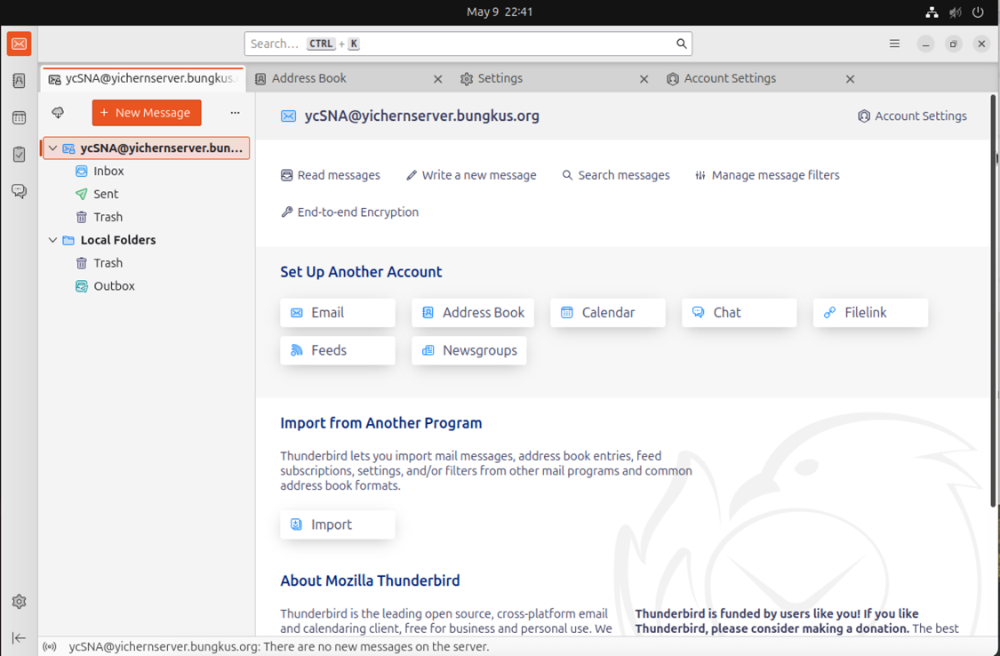 May 9 22:41
Search... CTRL + K
ycSNA@yichernserver.bungkus.
Address Book
Settings
Account Settings
+ New Message
ycSNA@yichernserver.bun...
Inbox
Sent
Trash
Local Folders
Trash
Outbox
ycSNA@yichernserver.bungkus.org
Account Settings
Read messages
Write a new message
Search messages
Manage message filters
End-to-end Encryption
Set Up Another Account
Email
Address Book
Calendar
Chat
Filelink
Feeds
Newsgroups
Import from Another Program
Thunderbird lets you import mail messages, address book entries, feed
subscriptions, settings, and/or filters from other mail programs and common
address book formats.
Import
About Mozilla Thunderbird
Thunderbird is the leading open source, cross-platform email
and calendaring client, free for business and personal use. We
Thunderbird is funded by users like you! If you like
Thunderbird, please consider making a donation. The best
ycSNA@yichernserver.bungkus.org: There are no new messages on the server.